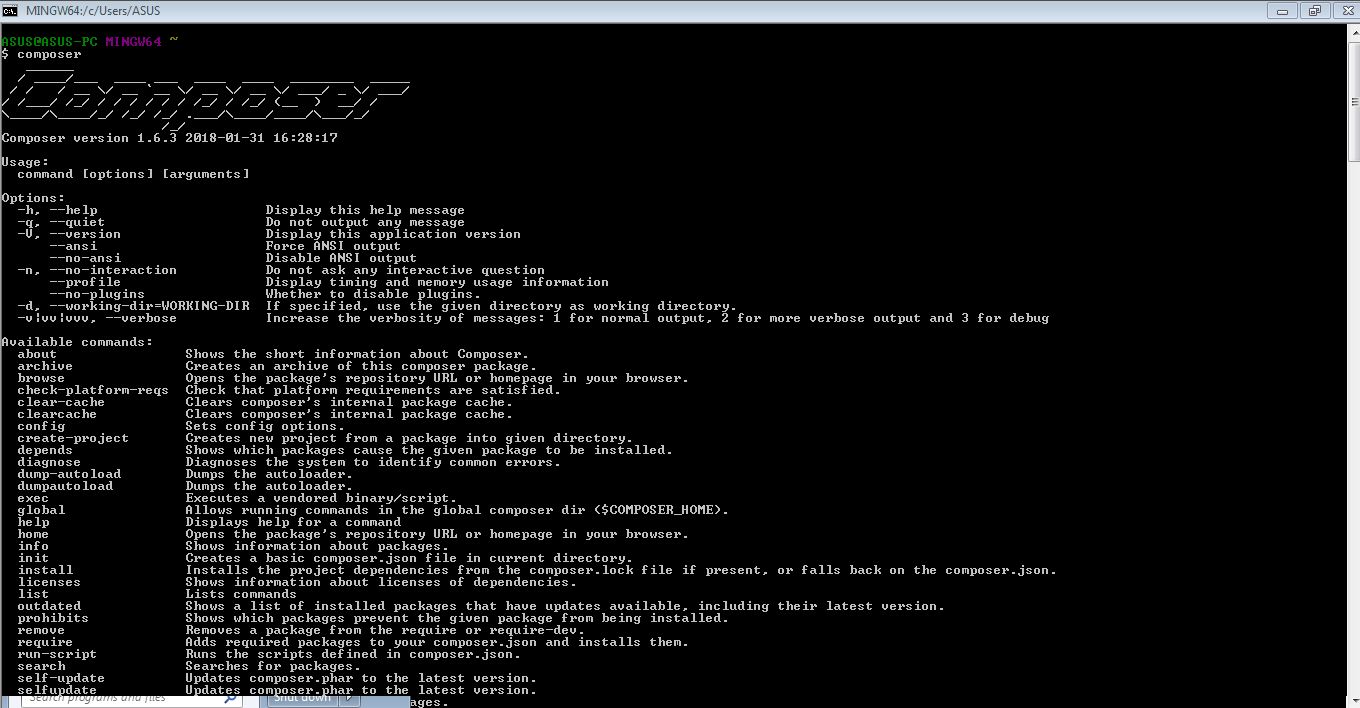 MINGW64:/c/Users/ASUS
ASUS@ASUS-PC MINGW64 ~
$ composer
Composer
Composer version 1.6.3 2018-01-31 16:28:17
Usage:
command [options] [arguments]
Options:
-h, --help Display this help message
-q, --quiet Do not output any message
-V, --version Display this application version
--ansi Force ANSI output
--no-ansi Disable ANSI output
-n, --no-interaction Do not ask any interactive question
--profile Display timing and memory usage information
--no-plugins Whether to disable plugins.
-d, --working-dir=WORKING-DIR If specified, use the given directory as working directory.
-v|vv|vvv, --verbose Increase the verbosity of messages: 1 for normal output, 2 for more verbose output and 3 for debug
Available commands:
about Shows the short information about Composer.
archive Creates an archive of this composer package.
browse Opens the package's repository URL or homepage in your browser.
check-platform-reqs Check that platform requirements are satisfied.
clear-cache Clears composer's internal package cache.
clearcache Clears composer's internal package cache.
config Sets config options.
create-project Creates new project from a package into given directory.
depends Shows which packages cause the given package to be installed.
diagnose Diagnoses the system to identify common errors.
dump-autoload Dumps the autoloader.
dumpautoload Dumps the autoloader.
exec Executes a vendored binary/script.
global Allows running commands in the global composer dir ($COMPOSER_HOME).
help Displays help for a command
home Opens the package's repository URL or homepage in your browser.
info Shows information about packages.
init Creates a basic composer.json file in current directory.
install Installs the project dependencies from the composer.lock file if present, or falls back on the composer.json.
licenses Shows information about licenses of dependencies.
list Lists commands
outdated Shows a list of installed packages that have updates available, including their latest version.
prohibits Shows which packages prevent the given package from being installed.
remove Removes a package from the require or require-dev.
require Adds required packages to your composer.json and installs them.
run-script Runs the scripts defined in composer.json.
search Searches for packages.
self-update Updates composer.phar to the latest version.
selfupdate Updates composer.phar to the latest version.
Search programs and files Shut down ages.